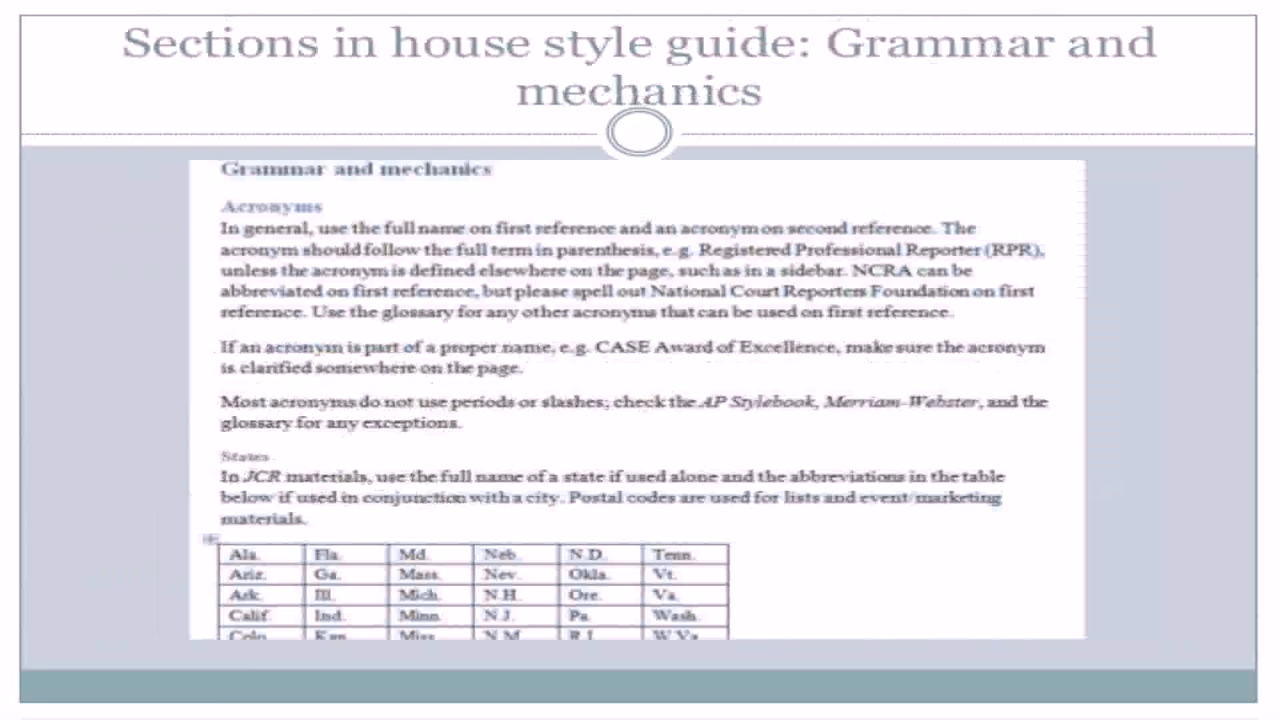 Sections in house style guide: Grammar and
mechanics
Grammar and mechanics
Acronyms
In general, use the full name on first reference and an acronym on second reference. The
acronym should follow the full term in parenthesis, e.g. Registered Professional Reporter (RPR),
unless the acronym is defined elsewhere on the page, such as in a sidebar. NCRA can be
abbreviated on first reference, but please spell out National Court Reporters Foundation on first
reference. Use the glossary for any other acronyms that can be used on first reference.
If an acronym is part of a proper name, e.g. CASE Award of Excellence, make sure the acronym
is clarified somewhere on the page.
Most acronyms do not use periods or slashes; check the AP Stylebook, Merriam-Webster, and the
glossary for any exceptions.
States
In JCR materials, use the full name of a state if used alone and the abbreviations in the table
below if used in conjunction with a city. Postal codes are used for lists and event/marketing
materials.
Ala. Fla. Md. Neb. N.D. Tenn.
Ariz. Ga. Mass. Nev. Okla. Vt.
Ark. Ill. Mich. N.H. Ore. Va.
Calif. Ind. Minn. N.J. Pa. Wash.
Colo. Kan. Miss. N.M. R.I. W.Va.